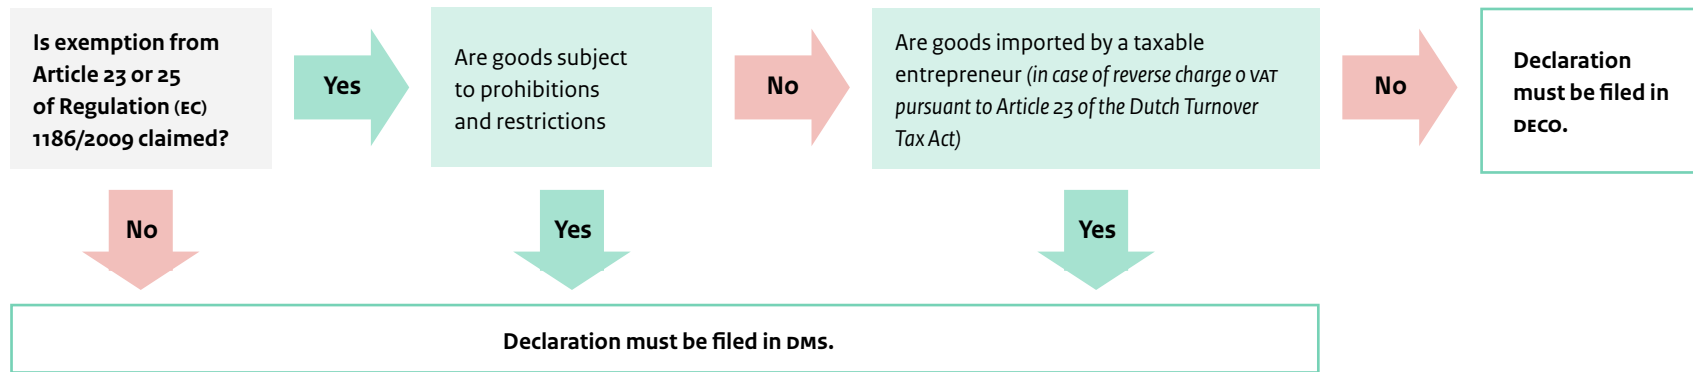 Is exemption from
Article 23 or 25
of Regulation (EC)
1186/2009 claimed?
Yes
Are goods subject
to prohibitions
and restrictions
No
Are goods imported by a taxable
entrepreneur (in case of reverse charge 0 VAT
pursuant to Article 23 of the Dutch Turnover
Tax Act)
No
Declaration
must be filed in
DECO.
No
Yes
Yes
Declaration must be filed in DMS.